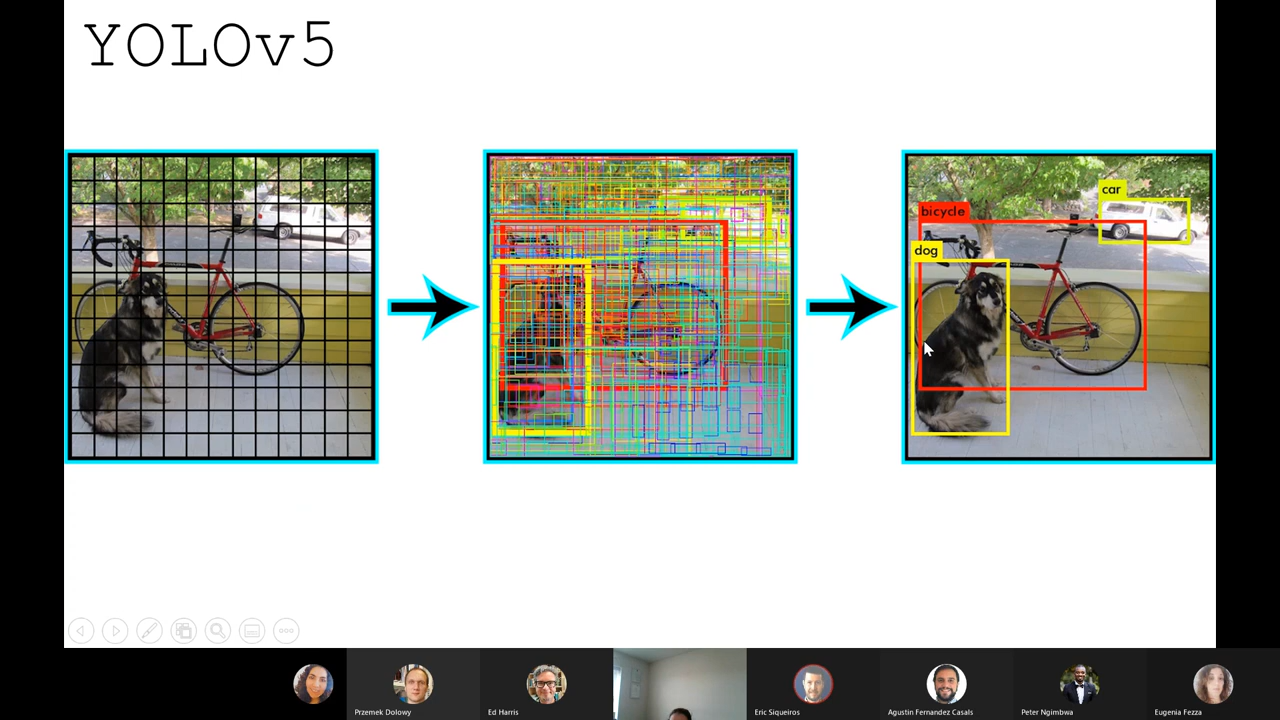 YOLOv5
car
bicycle
dog
Przemek Dolowy
Ed Harris
Eric Siqueiros
Agustin Fernandez Casals
Peter Ngimbwa
Eugenia Fezza